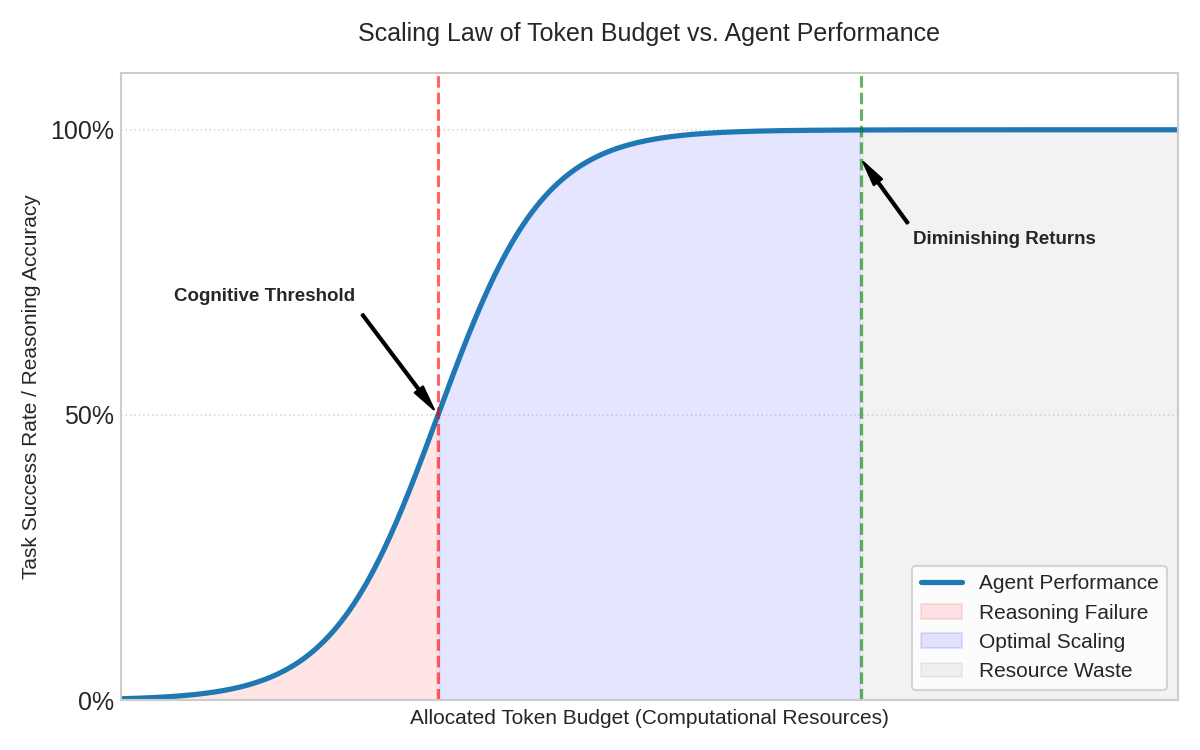 Scaling Law of Token Budget vs. Agent Performance
100%
50%
0%
Task Success Rate / Reasoning Accuracy
Cognitive Threshold
Diminishing Returns
Agent Performance
Reasoning Failure
Optimal Scaling
Resource Waste
Allocated Token Budget (Computational Resources)